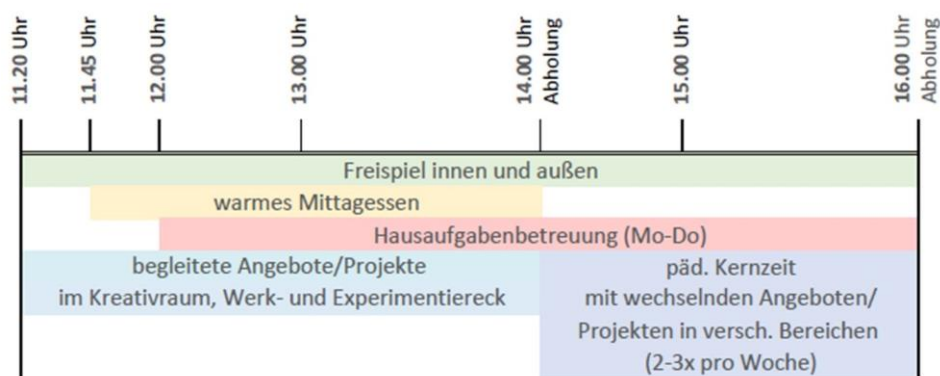 11.20 Uhr
11.45 Uhr
12.00 Uhr
13.00 Uhr
14.00 Uhr
Abholung
15.00 Uhr
16.00 Uhr
Abholung
Freispiel innen und außen
warmes Mittagessen
Hausaufgabenbetreuung (Mo-Do)
begleitete Angebote/Projekte
im Kreativraum, Werk- und Experimentiereck
päd. Kernzeit
mit wechselnden Angeboten/
Projekten in versch. Bereichen
(2-3x pro Woche)